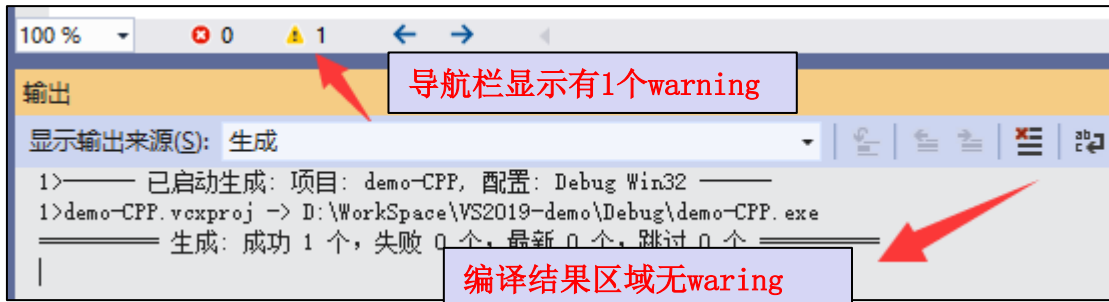 100 % 0 1
导航栏显示有1个warning
输出
显示输出来源(S): 生成
1>—— 已启动生成: 项目: demo-CPP, 配置: Debug Win32 ——
1>demo-CPP.vcxproj -> D:\WorkSpace\VS2019-demo\Debug\demo-CPP.exe
========== 生成: 成功 1 个，失败 0 个，最新 0 个，跳过 0 个 ==========
编译结果区域无waring